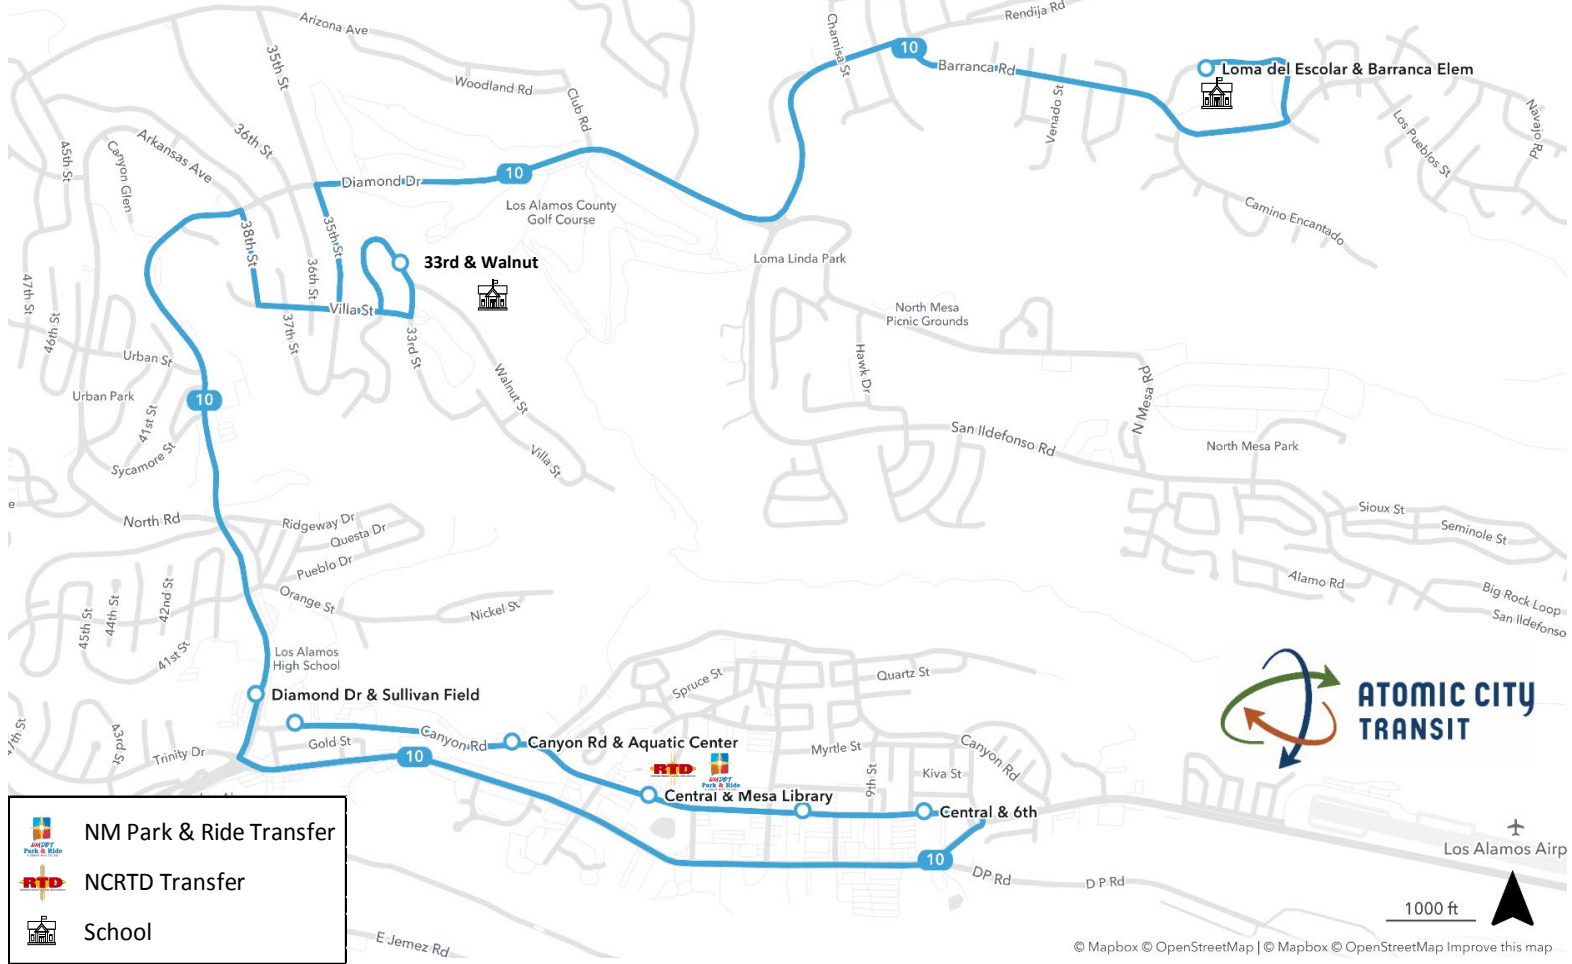 Rendija Rd
Arizona Ave
Chamisa St
35th St
10
Barranca Rd
Loma del Escolar & Barranca Elem
Woodland Rd
Club Rd
Venado St
Los Pueblos St
Navajo Rd
36th St
Arkansas Ave
45th St
Canyon Glen
10
Diamond Dr
Los Alamos County
Golf Course
Camino Encantado
38th St
35th St
33rd & Walnut
Loma Linda Park
36th St
47th St
46th St
Villa St
37th St
33rd St
North Mesa
Picnic Grounds
Hawk Dr
Urban St
Urban Park
10
41st St
Walnut St
N Mesa Rd
San Ildefonso Rd
North Mesa Park
Sycamore St
Villa St
e
North Rd
Ridgeway Dr
Questa Dr
Pueblo Dr
Sioux St
Seminole St
Alamo Rd
Big Rock Loop
San Ildefonso
45th St
44th St
42nd St
41st St
Orange St
Nickel St
Los Alamos
High School
Spruce St
Quartz St
Diamond Dr & Sullivan Field
ATOMIC CITY
TRANSIT
43rd St
Trinity Dr
Gold St
Canyon Rd
10
Canyon Rd & Aquatic Center
Myrtle St
Canyon Rd
Kiva St
9th St
RTD
NMDOT
Park & Ride
Central & Mesa Library
Central & 6th
10
DP Rd
D P Rd
Los Alamos Airp
NMDOT
Park & Ride
NM Park & Ride Transfer
RTD
NCRTD Transfer
School
E Jemez Rd
1000 ft
© Mapbox © OpenStreetMap | © Mapbox © OpenStreetMap Improve this map